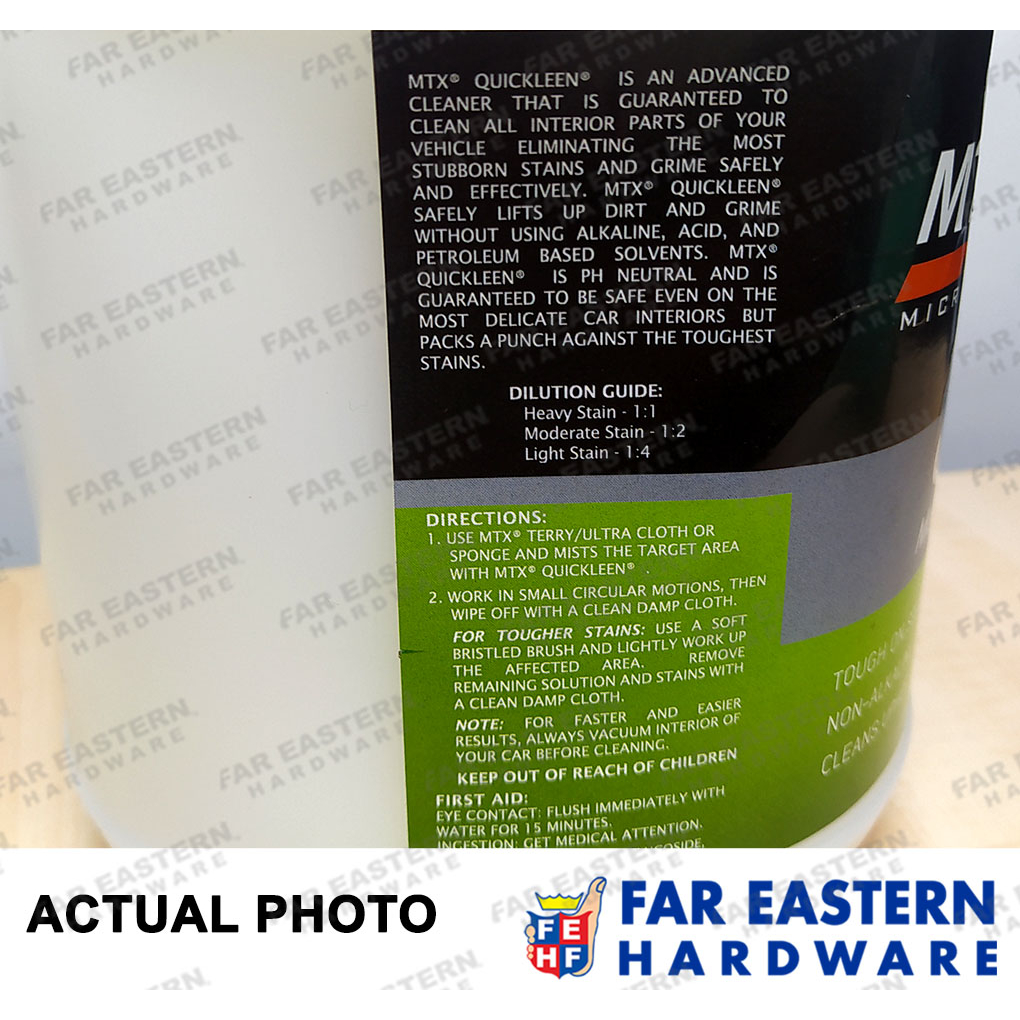 MTX® QUICKLEEN® IS AN ADVANCED
CLEANER THAT IS GUARANTEED TO
CLEAN ALL INTERIOR PARTS OF YOUR
VEHICLE ELIMINATING THE MOST
STUBBORN STAINS AND GRIME SAFELY
AND EFFECTIVELY. MTX® QUICKLEEN®
SAFELY LIFTS UP DIRT AND GRIME
WITHOUT USING ALKALINE, ACID, AND
PETROLEUM BASED SOLVENTS. MTX®
QUICKLEEN® IS PH NEUTRAL AND IS
GUARANTEED TO BE SAFE EVEN ON THE
MOST DELICATE CAR INTERIORS BUT
PACKS A PUNCH AGAINST THE TOUGHEST
STAINS.
DILUTION GUIDE:
Heavy Stain - 1:1
Moderate Stain - 1:2
Light Stain - 1:4
DIRECTIONS:
1. USE MTX® TERRY/ULTRA CLOTH OR
SPONGE AND MISTS THE TARGET AREA
WITH MTX® QUICKLEEN® .
2. WORK IN SMALL CIRCULAR MOTIONS, THEN
WIPE OFF WITH A CLEAN DAMP CLOTH.
FOR TOUGHER STAINS: USE A SOFT
BRISTLED BRUSH AND LIGHTLY WORK UP
THE AFFECTED AREA. REMOVE
REMAINING SOLUTION AND STAINS WITH
A CLEAN DAMP CLOTH.
NOTE: FOR FASTER AND EASIER
RESULTS, ALWAYS VACUUM INTERIOR OF
YOUR CAR BEFORE CLEANING.
KEEP OUT OF REACH OF CHILDREN
FIRST AID:
EYE CONTACT: FLUSH IMMEDIATELY WITH
WATER FOR 15 MINUTES.
INGESTION: GET MEDICAL ATTENTION.
TOUGH ON
CLEANS
ACTUAL PHOTO
FE
HF
FAR EASTERN
HARDWARE